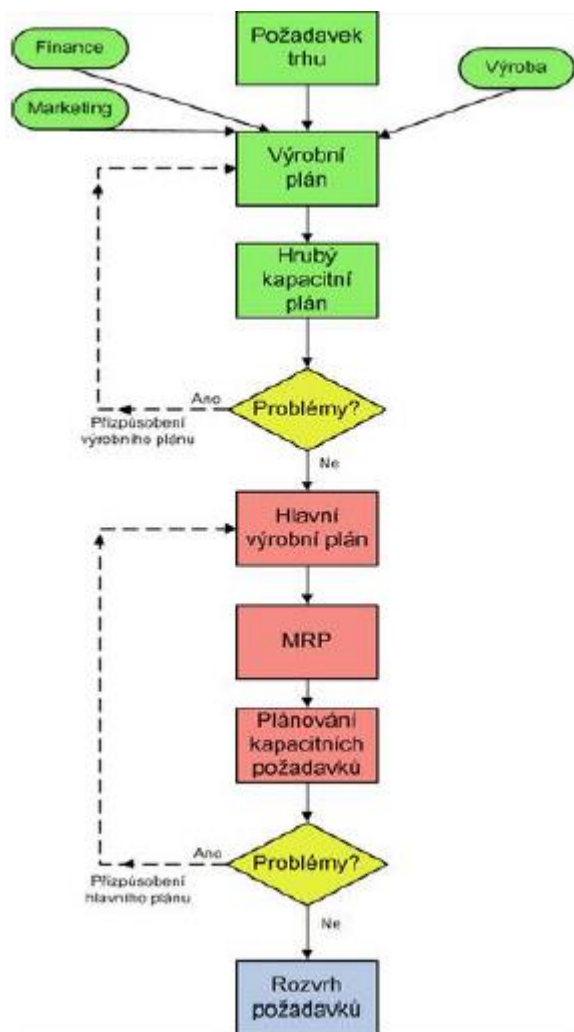 Požadavek
trhu
Finance
Marketing
Výroba
Výrobní
plán
Hrubý
kapacitní
plán
Problémy?
Ano
Přizpůsobení
výrobního plánu
Ne
Hlavní
výrobní plán
MRP
Plánování
kapacitních
požadavků
Problémy?
Ano
Přizpůsobení
hlavního plánu
Ne
Rozvrh
požadavků